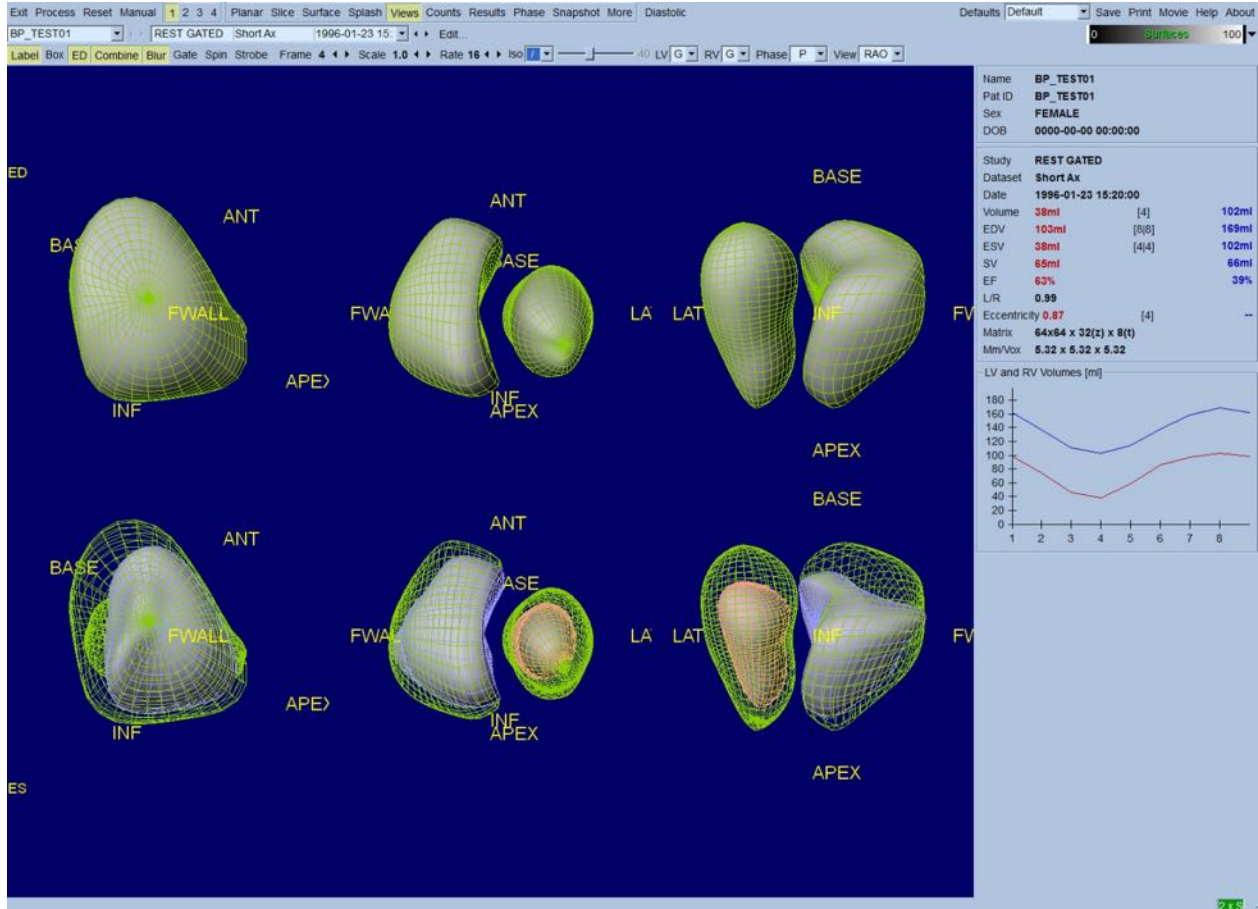 Exit Process Reset Manual 1 2 3 4 Planar Slice Surface Splash Views Counts Results Phase Snapshot More Diastolic Defaults Default Save Print Movie Help About
BP_TEST01 REST GATED Short Ax 1996-01-23 15: Edit... 0 Surfaces 100
Label Box ED Combine Blur Gate Spin Strobe Frame 4 Scale 1.0 Rate 16 Iso / 40 LV G RV G Phase P View RAO
ED
BASE
ANT
FWALL
APEX
INF
ANT
BASE
FWA
LA
INF
APEX
BASE
LAT
INF
FW
APEX
BASE
ANT
FWALL
APEX
INF
ANT
BASE
FWAL
LA
INF
APEX
BASE
LAT
INF
FW
APEX
ES
Name BP_TEST01
Pat ID BP_TEST01
Sex FEMALE
DOB 0000-00-00 00:00:00
Study REST GATED
Dataset Short Ax
Date 1996-01-23 15:20:00
Volume 38ml [4] 102ml
EDV 103ml [8|8] 169ml
ESV 38ml [4|4] 102ml
SV 65ml 66ml
EF 63% 39%
L/R 0.99
Eccentricity 0.87 [4] --
Matrix 64x64 x 32(z) x 8(t)
Mm/Vox 5.32 x 5.32 x 5.32
LV and RV Volumes [ml]
180
160
140
120
100
80
60
40
20
0
1 2 3 4 5 6 7 8
2 x S